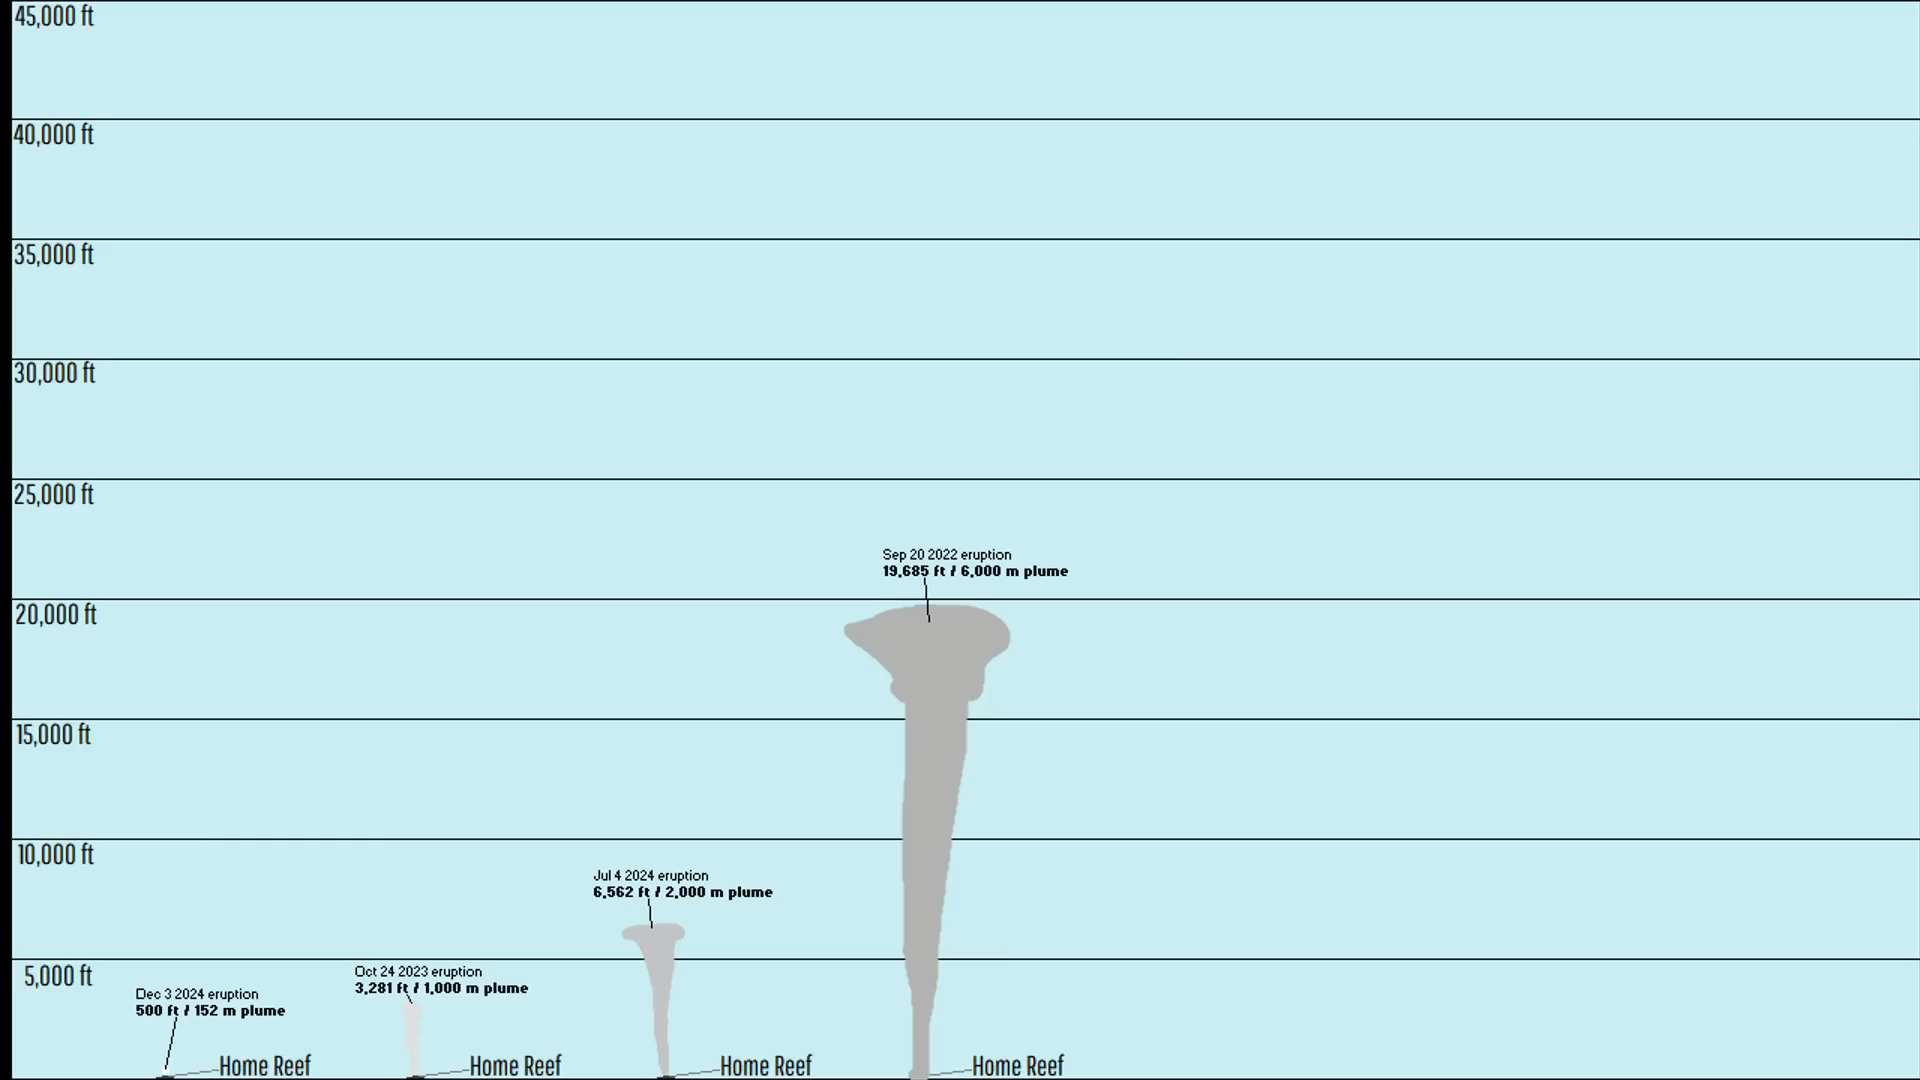 45,000 ft
40,000 ft
35,000 ft
30,000 ft
25,000 ft
Sep 20 2022 eruption
19,685 ft / 6,000 m plume
20,000 ft
15,000 ft
10,000 ft
Jul 4 2024 eruption
6,562 ft / 2,000 m plume
5,000 ft
Oct 24 2023 eruption
3,281 ft / 1,000 m plume
Dec 3 2024 eruption
500 ft / 152 m plume
Home Reef
Home Reef
Home Reef
Home Reef